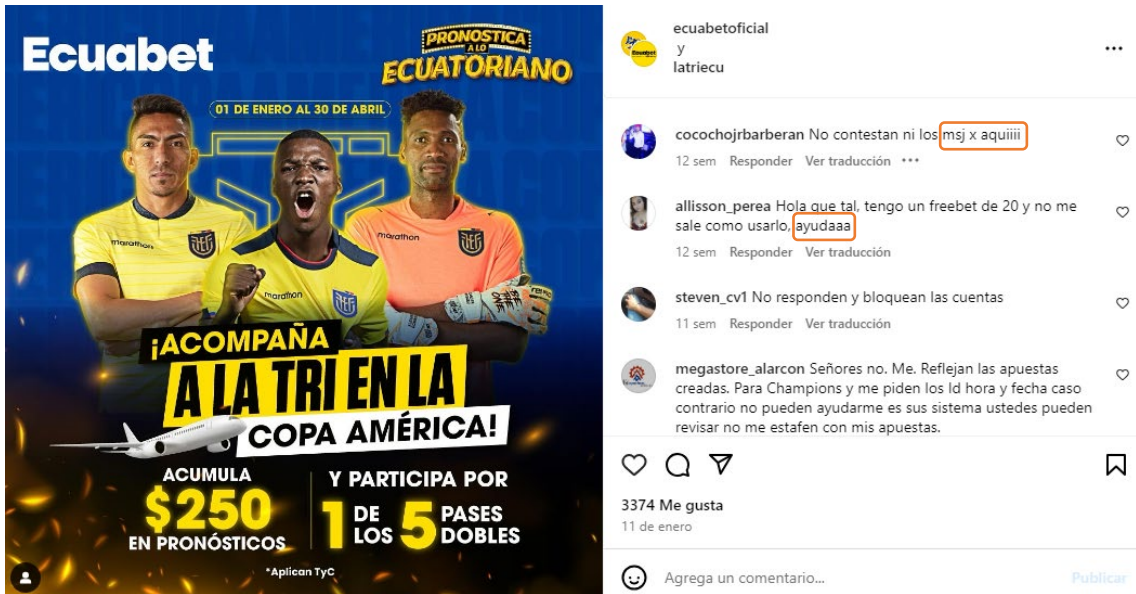 Ecuabet
PRONOSTICA
A LO
ECUATORIANO
01 DE ENERO AL 30 DE ABRIL
marathon
marathon
marathon
¡ACOMPAÑA
A LA TRI EN LA
COPA AMÉRICA!
ACUMULA
$250
EN PRONÓSTICOS
Y PARTICIPA POR
1 DE LOS 5 PASES DOBLES
*Aplican TyC
ecuabetoficial
y
latriecu
cocochojrbarberan No contestan ni los msj x aquiiii
12 sem Responder Ver traducción
allisson_perea Hola que tal, tengo un freebet de 20 y no me
sale como usarlo, ayudaaa
12 sem Responder Ver traducción
steven_cv1 No responden y bloquean las cuentas
11 sem Responder Ver traducción
megastore_alarcon Señores no. Me. Reflejan las apuestas
creadas. Para Champions y me piden los Id hora y fecha caso
contrario no pueden ayudarme es sus sistema ustedes pueden
revisar no me estafen con mis apuestas.
3374 Me gusta
11 de enero
Agrega un comentario...
Publicar